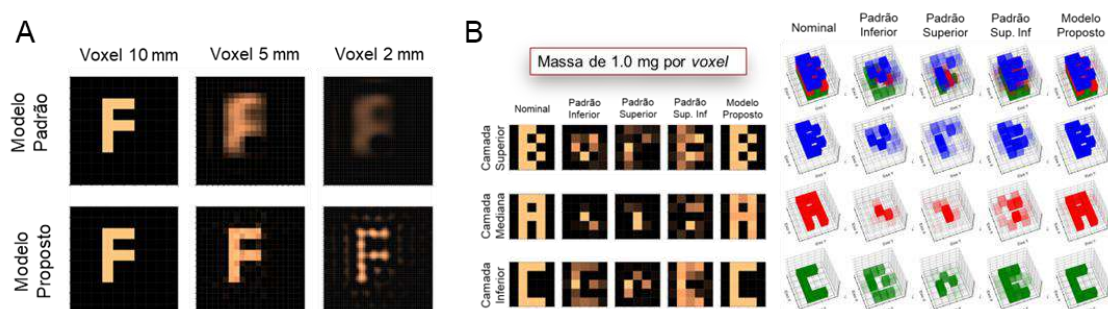 A
Voxel 10 mm Voxel 5 mm Voxel 2 mm
Modelo
Padrão
Modelo
Proposto
B
Massa de 1.0 mg por voxel
Nominal Padrão Inferior Padrão Superior Padrão Sup. Inf Modelo Proposto
Camada
Superior
Camada
Mediana
Camada
Inferior
Nominal Padrão Inferior Padrão Superior Padrão Sup. Inf Modelo Proposto